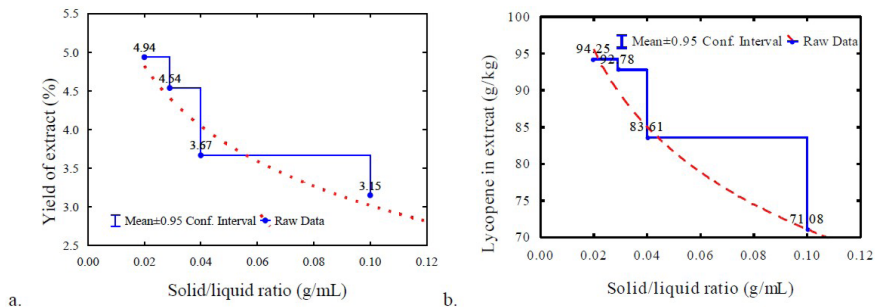 5.0
4.5
4.0
3.5
3.0
2.5
Yield of extract (%)
4.94
4.54
3.67
3.15
Mean±0.95 Conf. Interval Raw Data
0.00 0.02 0.04 0.06 0.08 0.10 0.12
Solid/liquid ratio (g/mL)
a.
100
95
90
85
80
75
70
Lycopene in extrcat (g/kg)
Mean±0.95 Conf. Interval Raw Data
94.25
92.78
83.61
71.08
0.00 0.02 0.04 0.06 0.08 0.10 0.12
Solid/liquid ratio (g/mL)
b.